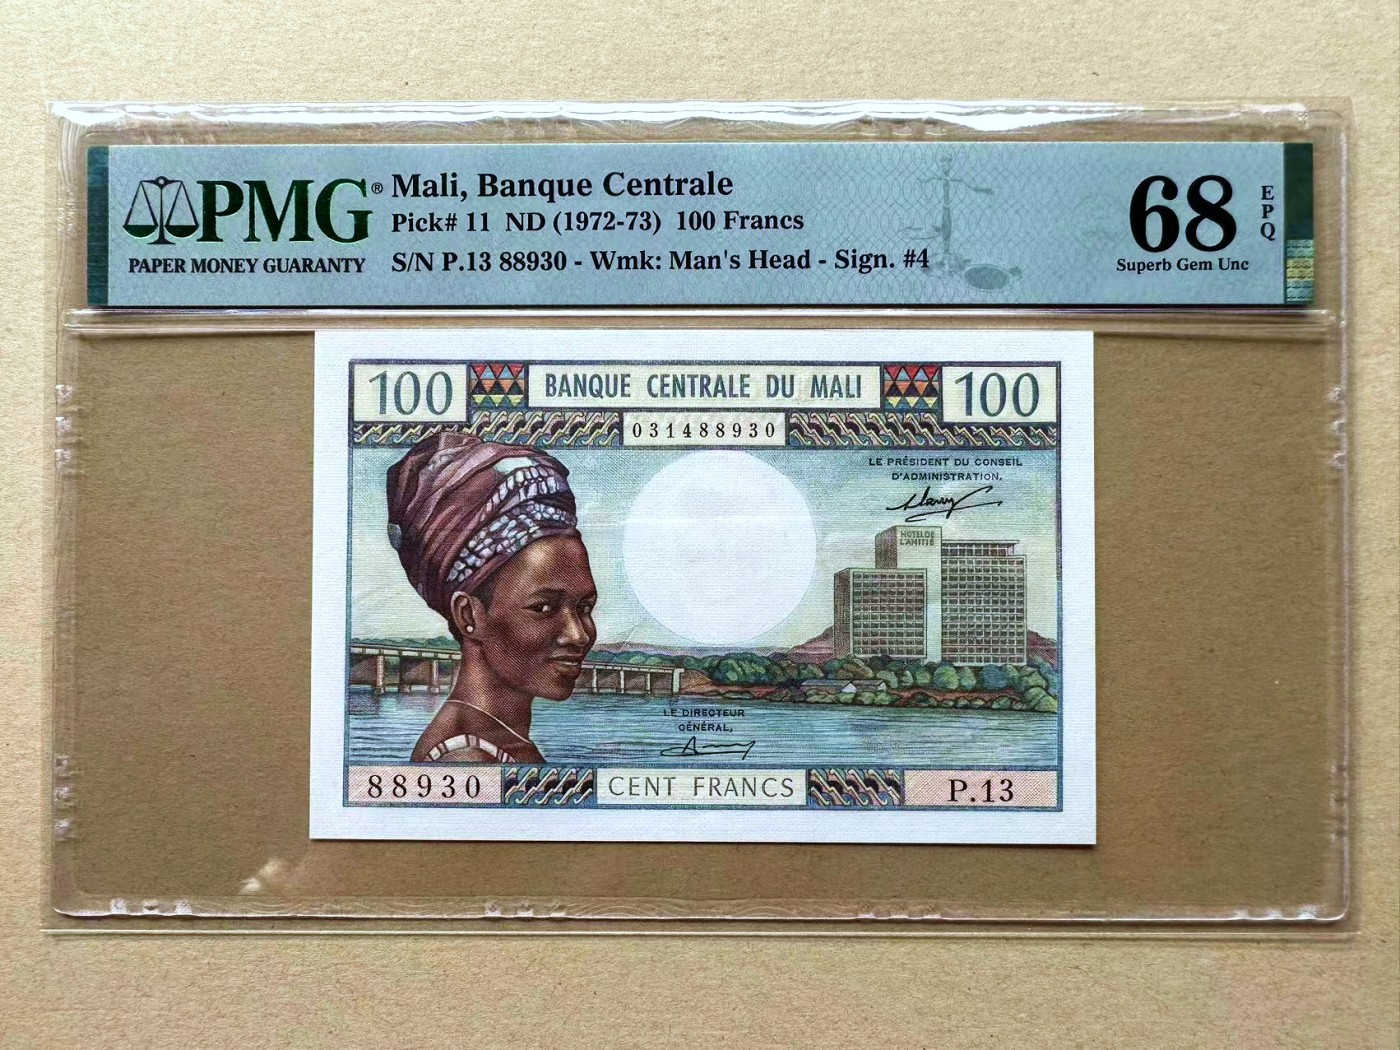 PMG®
PAPER MONEY GUARANTY
Mali, Banque Centrale
Pick# 11 ND (1972-73) 100 Francs
S/N P.13 88930 - Wmk: Man's Head - Sign. #4
68
EPQ
Superb Gem Unc
100
BANQUE CENTRALE DU MALI
100
031488930
LE PRÉSIDENT DU CONSEIL
D'ADMINISTRATION,
HOTEL DE
L'AMITIÉ
LE DIRECTEUR
GÉNÉRAL,
88930
CENT FRANCS
P.13